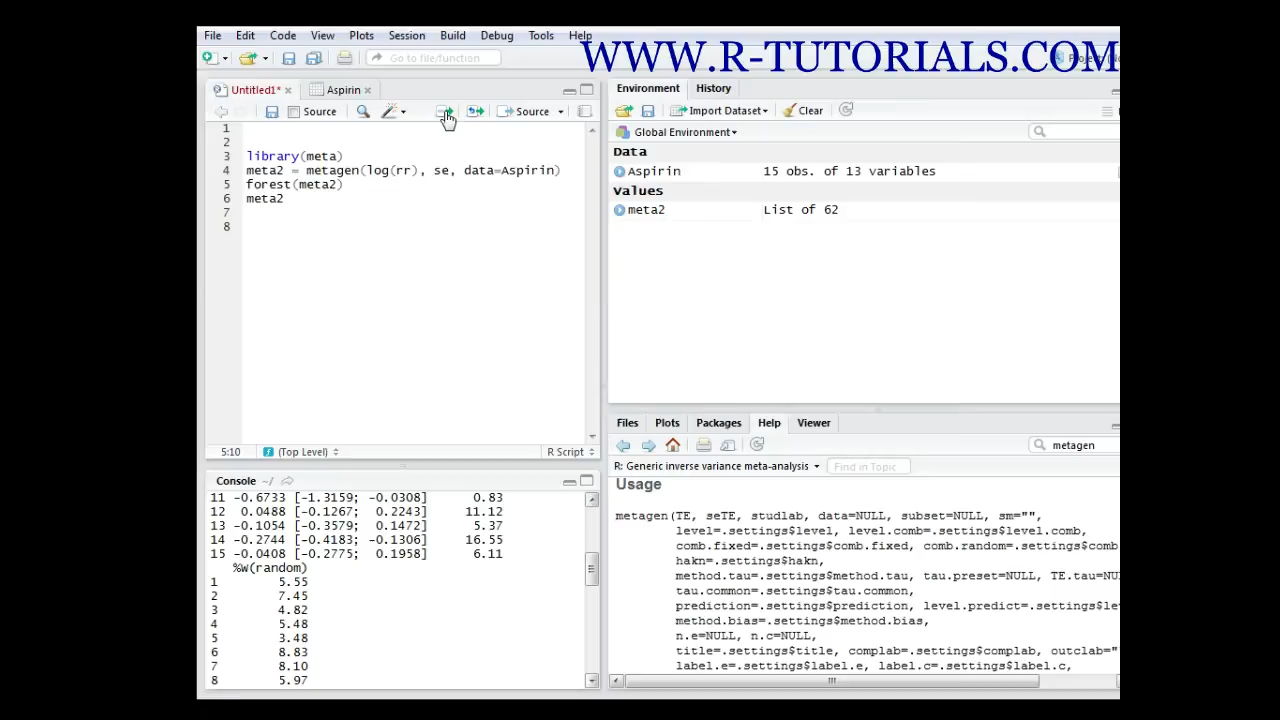 File Edit Code View Plots Session Build Debug Tools Help
WWW.R-TUTORIALS.COM
Go to file/function
Untitled1* Aspirin
Source Source
1
2
3 library(meta)
4 meta2 = metagen(log(rr), se, data=Aspirin)
5 forest(meta2)
6 meta2
7
8
5:10 (Top Level) R Script
Console ~/
11 -0.6733 [-1.3159; -0.0308] 0.83
12 0.0488 [-0.1267; 0.2243] 11.12
13 -0.1054 [-0.3579; 0.1472] 5.37
14 -0.2744 [-0.4183; -0.1306] 16.55
15 -0.0408 [-0.2775; 0.1958] 6.11
%w(random)
1 5.55
2 7.45
3 4.82
4 5.48
5 3.48
6 8.83
7 8.10
8 5.97
Environment History
Import Dataset Clear
Global Environment
Data
Aspirin 15 obs. of 13 variables
Values
meta2 List of 62
Files Plots Packages Help Viewer
metagen
R: Generic inverse variance meta-analysis Find in Topic
Usage
metagen(TE, seTE, studlab, data=NULL, subset=NULL, sm="",
level=.settings$level, level.comb=.settings$level.comb,
comb.fixed=.settings$comb.fixed, comb.random=.settings$comb
hakn=.settings$hakn,
method.tau=.settings$method.tau, tau.preset=NULL, TE.tau=NU
tau.common=.settings$tau.common,
prediction=.settings$prediction, level.predict=.settings$le
method.bias=.settings$method.bias,
n.e=NULL, n.c=NULL,
title=.settings$title, complab=.settings$complab, outclab="
label.e=.settings$label.e, label.c=.settings$label.c,